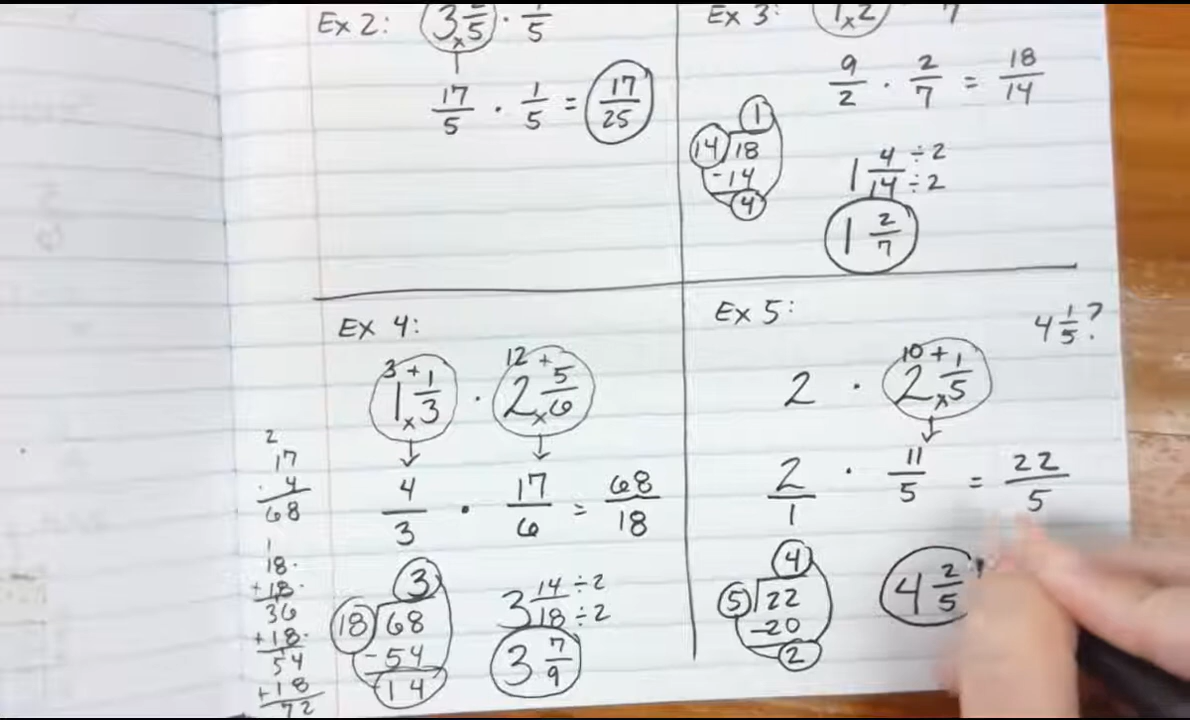 Ex 2: 3 2/5 · 1/5
×
17/5 · 1/5 = 17/25
Ex 3:
9/2 · 2/7 = 18/14
1
14 18
-14
4
1 4/14 ÷2 ÷2
1 2/7
Ex 4:
3 + 12 +
1 1/3 · 2 5/6
× ×
4/3 · 17/6 = 68/18
2
17
· 4
68
1
18·
+18·
36
+18·
54
+18
72
3
18 68
-54
14
3 14/18 ÷2 ÷2
3 7/9
Ex 5:
4 1/5?
10 +
2 · 2 1/5
×
2/1 · 11/5 = 22/5
4
5 22
-20
2
4 2/5